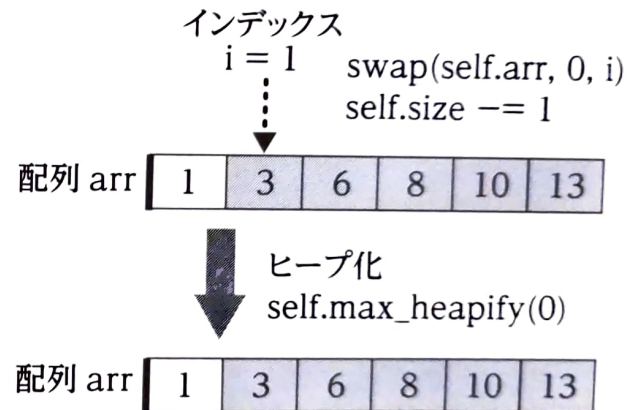 インデックス
i = 1
swap(self.arr, 0, i)
self.size −= 1
配列 arr 1 3 6 8 10 13
ヒープ化
self.max_heapify(0)
配列 arr 1 3 6 8 10 13